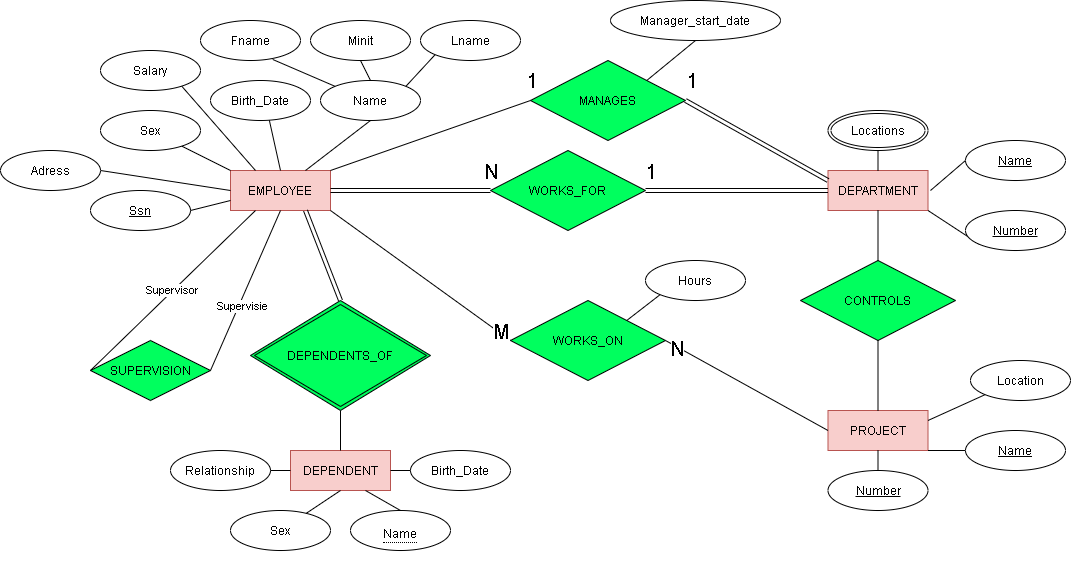 Manager_start_date
Fname
Minit
Lname
Salary
Birth_Date
Name
1
MANAGES
1
Sex
Locations
Name
Adress
EMPLOYEE
N
WORKS_FOR
1
DEPARTMENT
Ssn
Number
Supervisor
Supervisie
Hours
CONTROLS
M
WORKS_ON
N
DEPENDENTS_OF
SUPERVISION
Location
PROJECT
Name
Relationship
DEPENDENT
Birth_Date
Number
Sex
Name